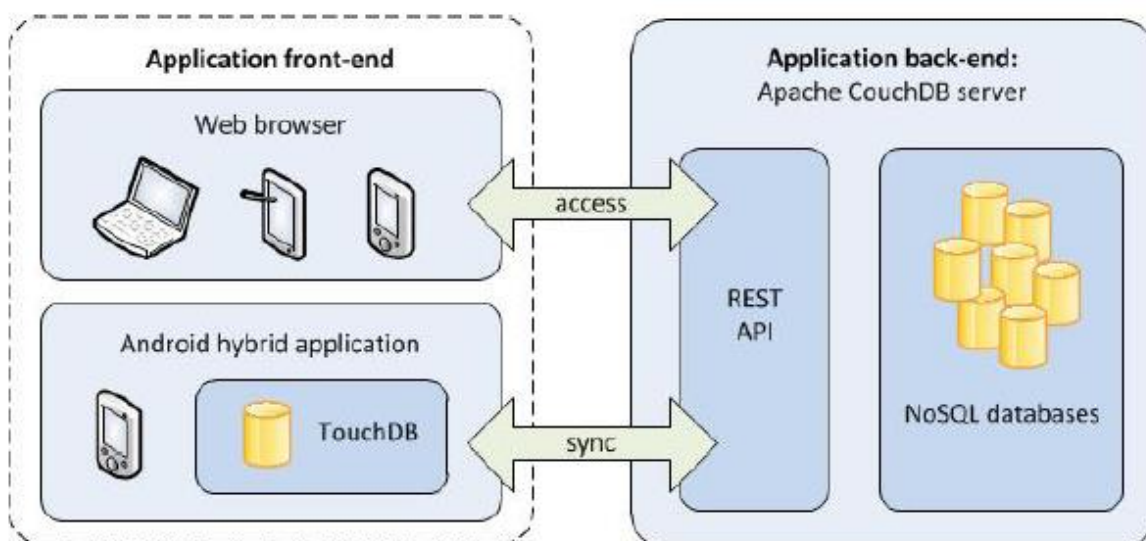 Application front-end
Web browser
Android hybrid application
TouchDB
access
sync
Application back-end:
Apache CouchDB server
REST
API
NoSQL databases